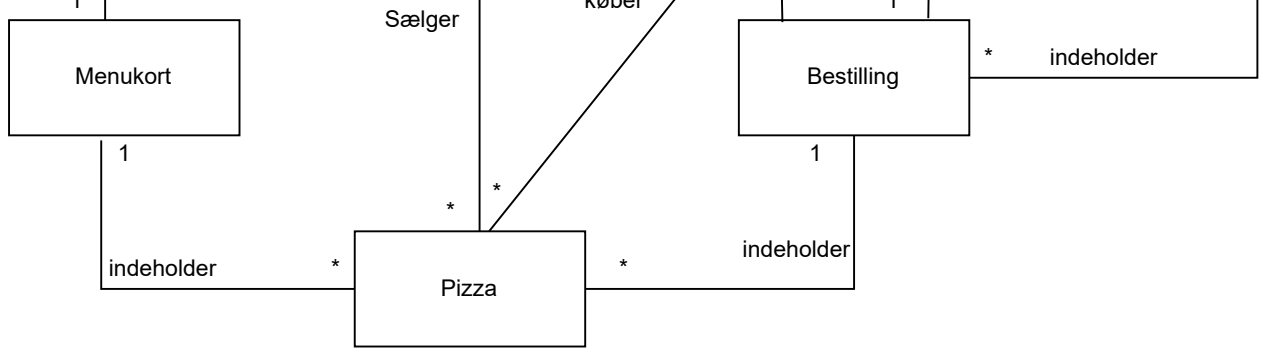 1
køber
1
Sælger
Menukort
Bestilling
*
indeholder
1
1
*
*
indeholder
*
*
indeholder
Pizza